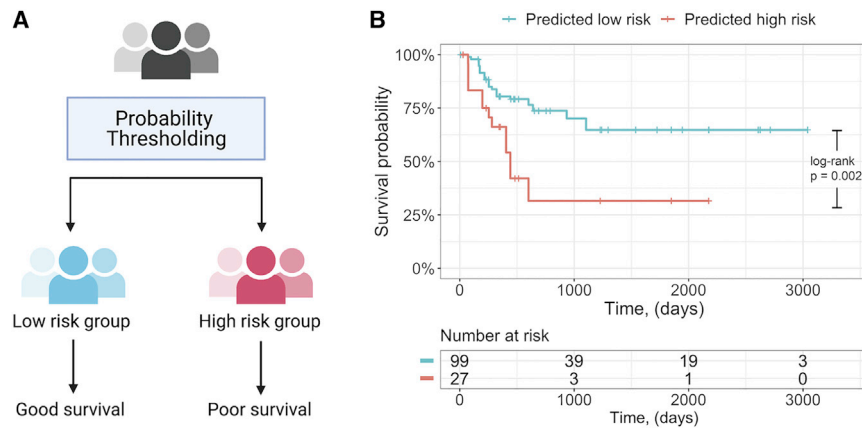 A
Probability
Thresholding
Low risk group
High risk group
Good survival
Poor survival
B
Predicted low risk
Predicted high risk
Survival probability
100%
75%
50%
25%
0%
log-rank
p = 0.002
0 1000 2000 3000
Time, (days)
Number at risk
99 39 19 3
27 3 1 0
0 1000 2000 3000
Time, (days)